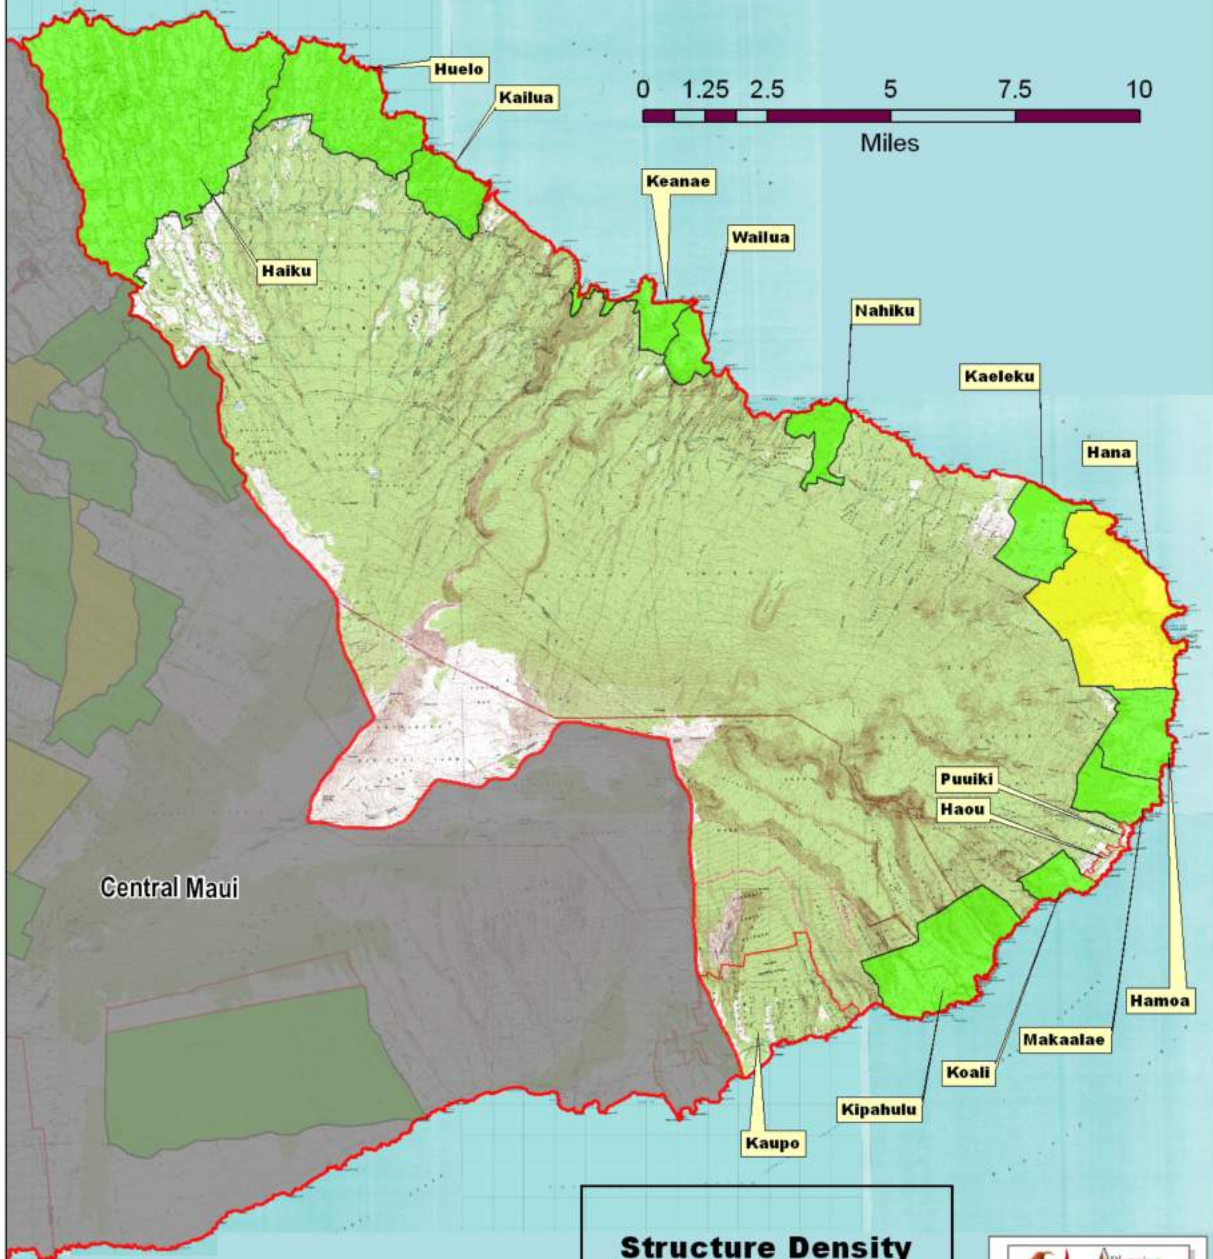 Huelo
Kailua
0 1.25 2.5 5 7.5 10
Miles
Keanae
Wailua
Haiku
Nahiku
Kaeleku
Hana
Puuiki
Haou
Central Maui
Hamoa
Makaalae
Koali
Kipahulu
Kaupo
Structure Density